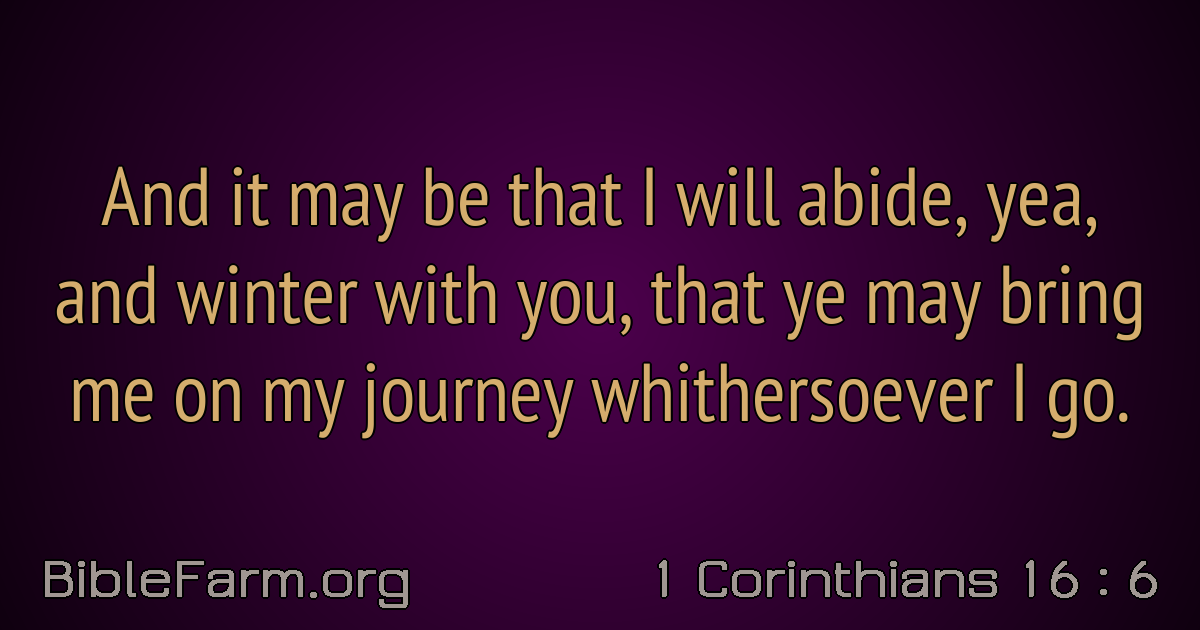 And it may be that I will abide, yea,
and winter with you, that ye may bring
me on my journey whithersoever I go.
BibleFarm.org
1 Corinthians 16 : 6